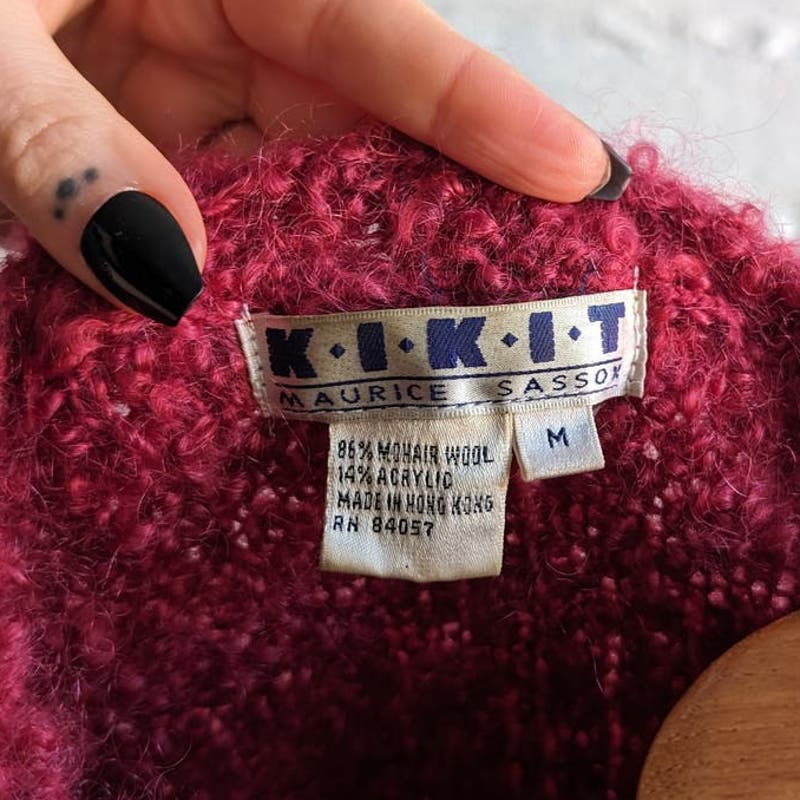 K·I·K·I·T
MAURICE SASSON
M
86% MOHAIR WOOL
14% ACRYLIC
MADE IN HONG KONG
RN 84057